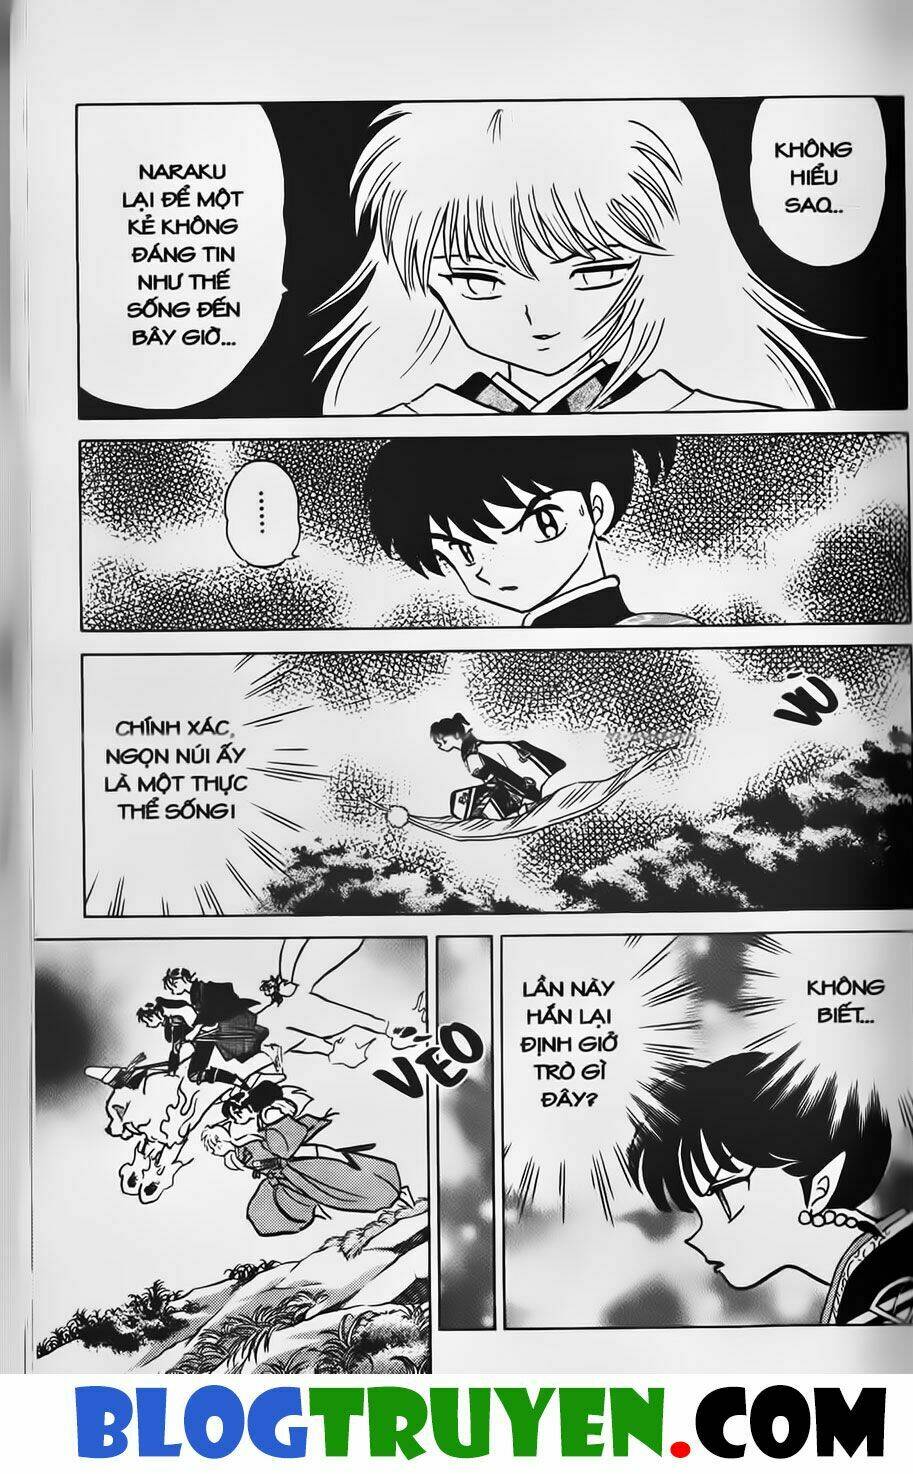 KHÔNG
HIỂU
SAO...
NARAKU
LẠI ĐỂ MỘT
KẺ KHÔNG
ĐÁNG TIN
NHƯ THẾ
SỐNG ĐẾN
BÂY GIỜ...
......
VÙ
CHÍNH XÁC,
NGỌN NÚI ẤY
LÀ MỘT THỰC
THỂ SỐNG!
KHÔNG
BIẾT...
LẦN NÀY
HẮN LẠI
ĐỊNH GIỞ
TRÒ GÌ
ĐÂY?
VÈO
BLOGTRUYEN.COM